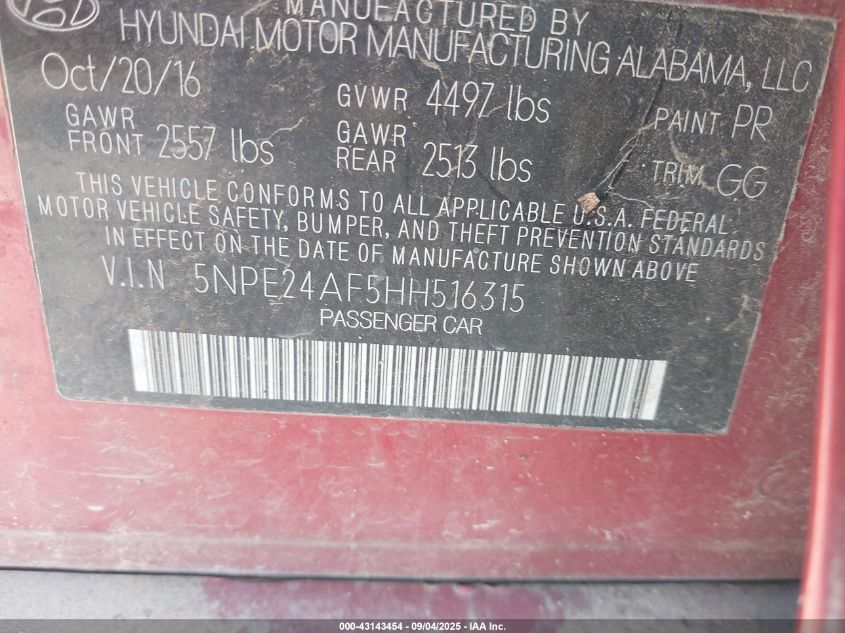 MANUFACTURED BY
HYUNDAI MOTOR MANUFACTURING ALABAMA, LLC
Oct/20/16 GVWR 4497 lbs PAINT PR
GAWR FRONT 2557 lbs GAWR REAR 2513 lbs TRIM GG
THIS VEHICLE CONFORMS TO ALL APPLICABLE U.S.A. FEDERAL
MOTOR VEHICLE SAFETY, BUMPER, AND THEFT PREVENTION STANDARDS
IN EFFECT ON THE DATE OF MANUFACTURE SHOWN ABOVE
V.I.N 5NPE24AF5HH516315
PASSENGER CAR
000-43143454 - 09/04/2025 - IAA Inc.